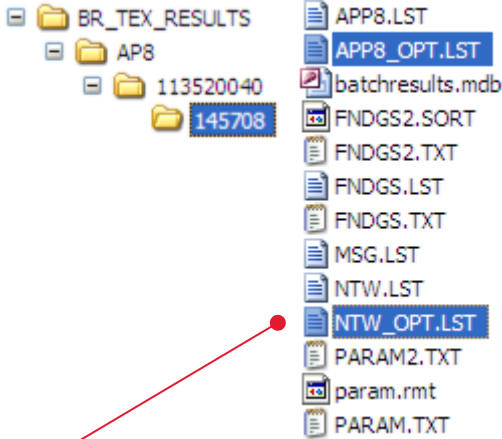 BR_TEX_RESULTS
AP8
113520040
145708
APP8.LST
APP8_OPT.LST
batchresults.mdb
FNDGS2.SORT
FNDGS2.TXT
FNDGS.LST
FNDGS.TXT
MSG.LST
NTW.LST
NTW_OPT.LST
PARAM2.TXT
param.rmt
PARAM.TXT